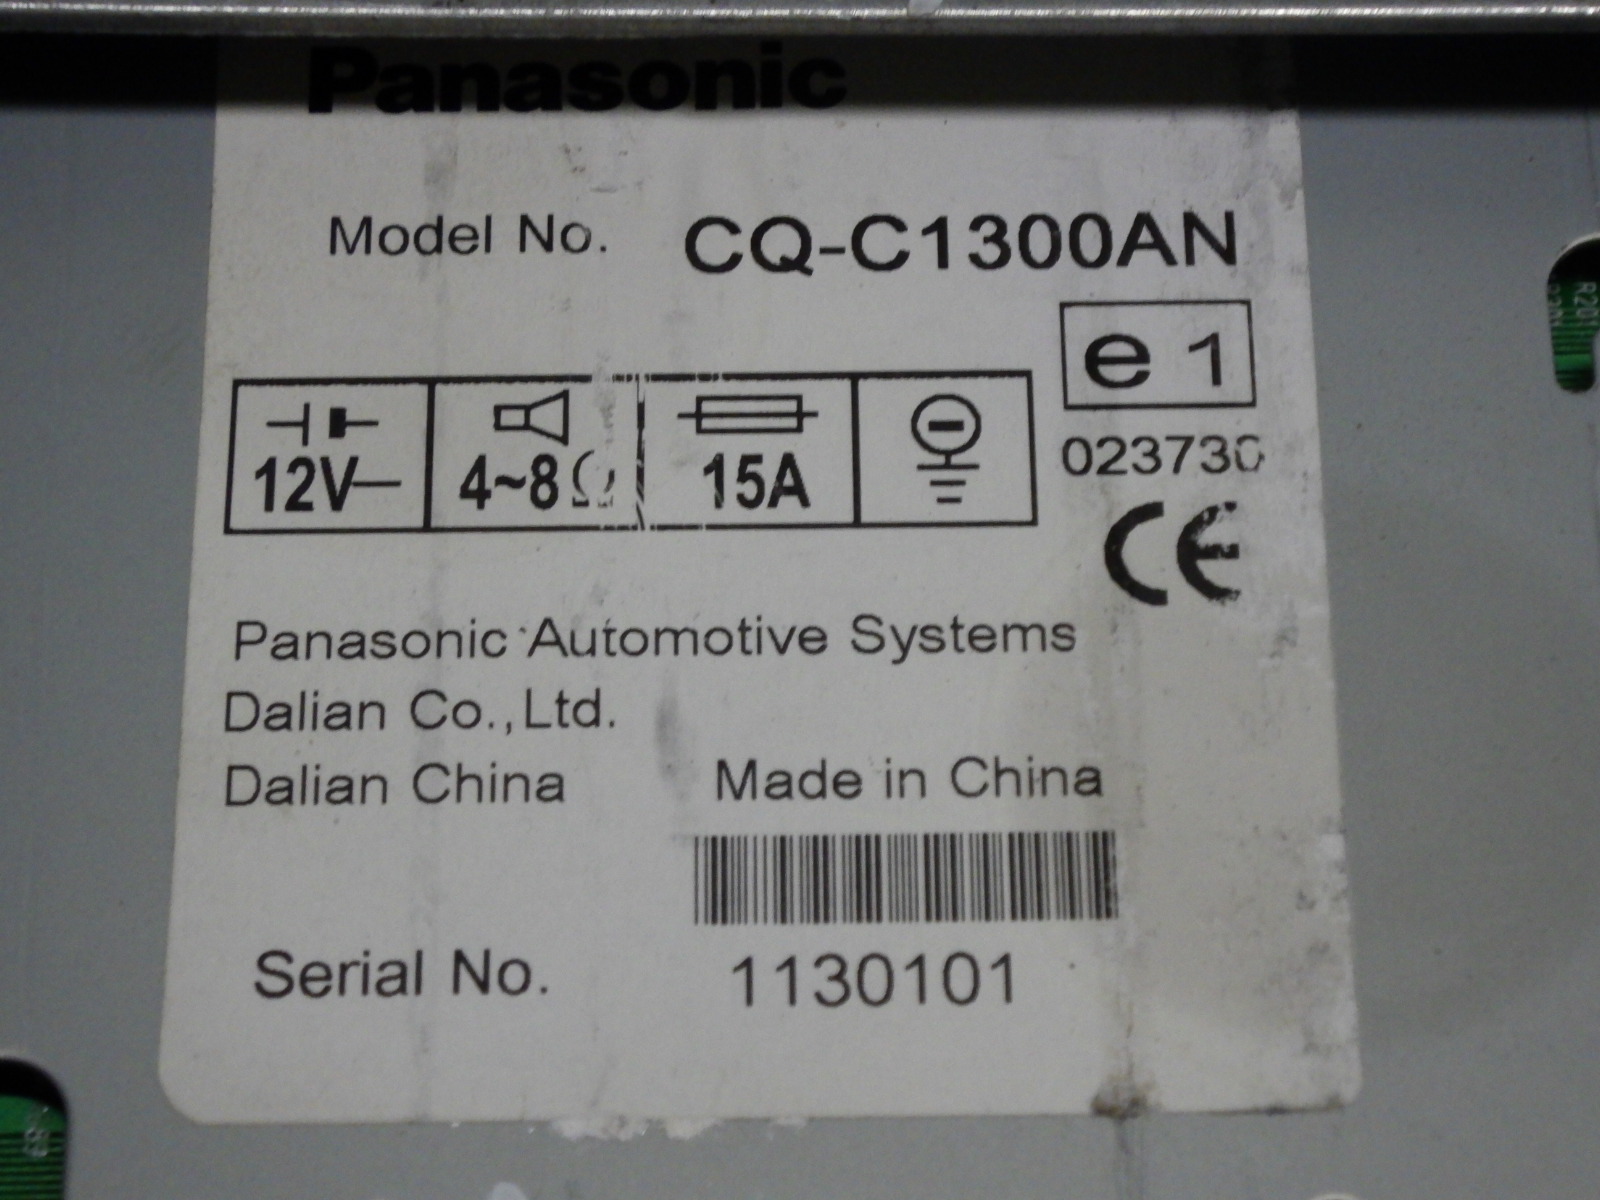 Panasonic
Model No. CQ-C1300AN
e 1
12V 4~8Ω 15A
023730
CE
Panasonic Automotive Systems
Dalian Co.,Ltd.
Dalian China Made in China
Serial No. 1130101